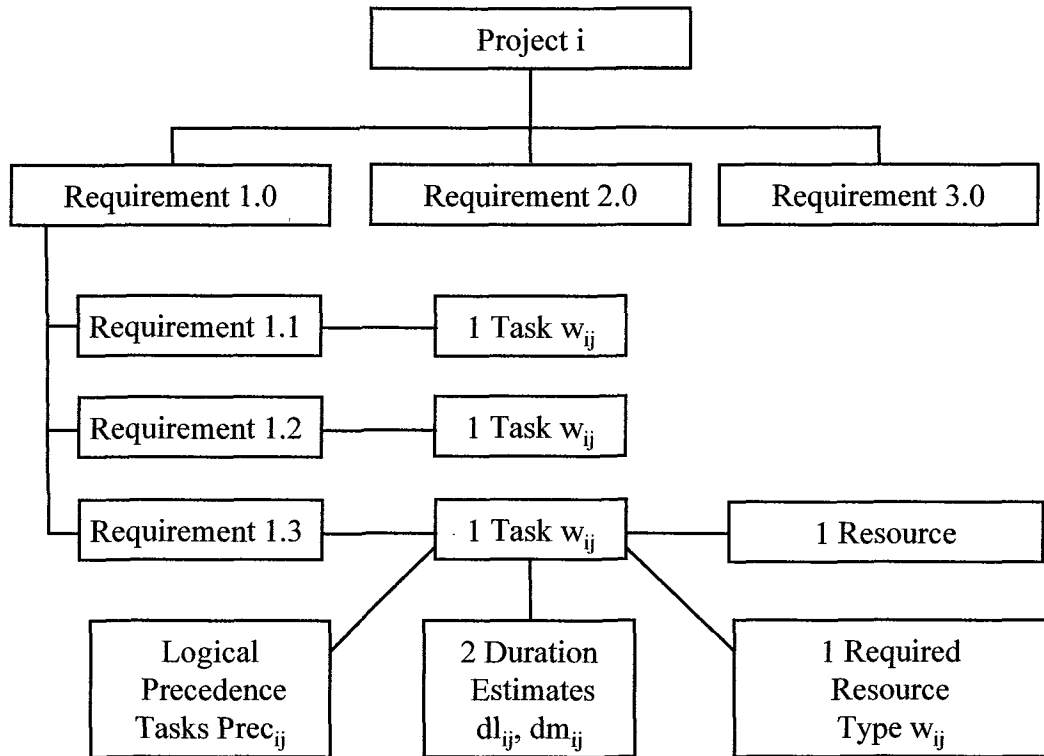 Project i
Requirement 1.0
Requirement 2.0
Requirement 3.0
Requirement 1.1
1 Task w_ij
Requirement 1.2
1 Task w_ij
Requirement 1.3
1 Task w_ij
1 Resource
Logical
Precedence
Tasks Prec_ij
2 Duration
Estimates
dl_ij, dm_ij
1 Required
Resource
Type w_ij